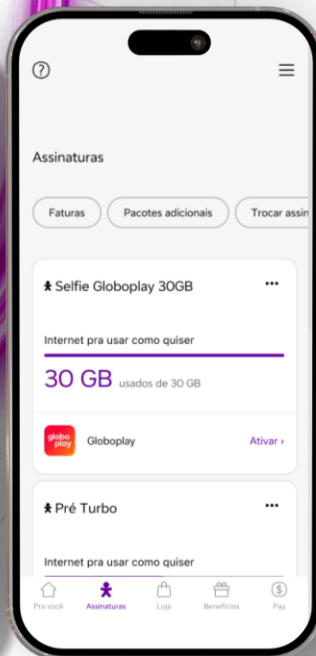 ?
Assinaturas
Faturas
Pacotes adicionais
Trocar assin
Selfie Globoplay 30GB
Internet pra usar como quiser
30 GB usados de 30 GB
globo
play
Globoplay
Ativar ›
Pré Turbo
Internet pra usar como quiser
Pra você
Assinaturas
Loja
Benefícios
$
Pay